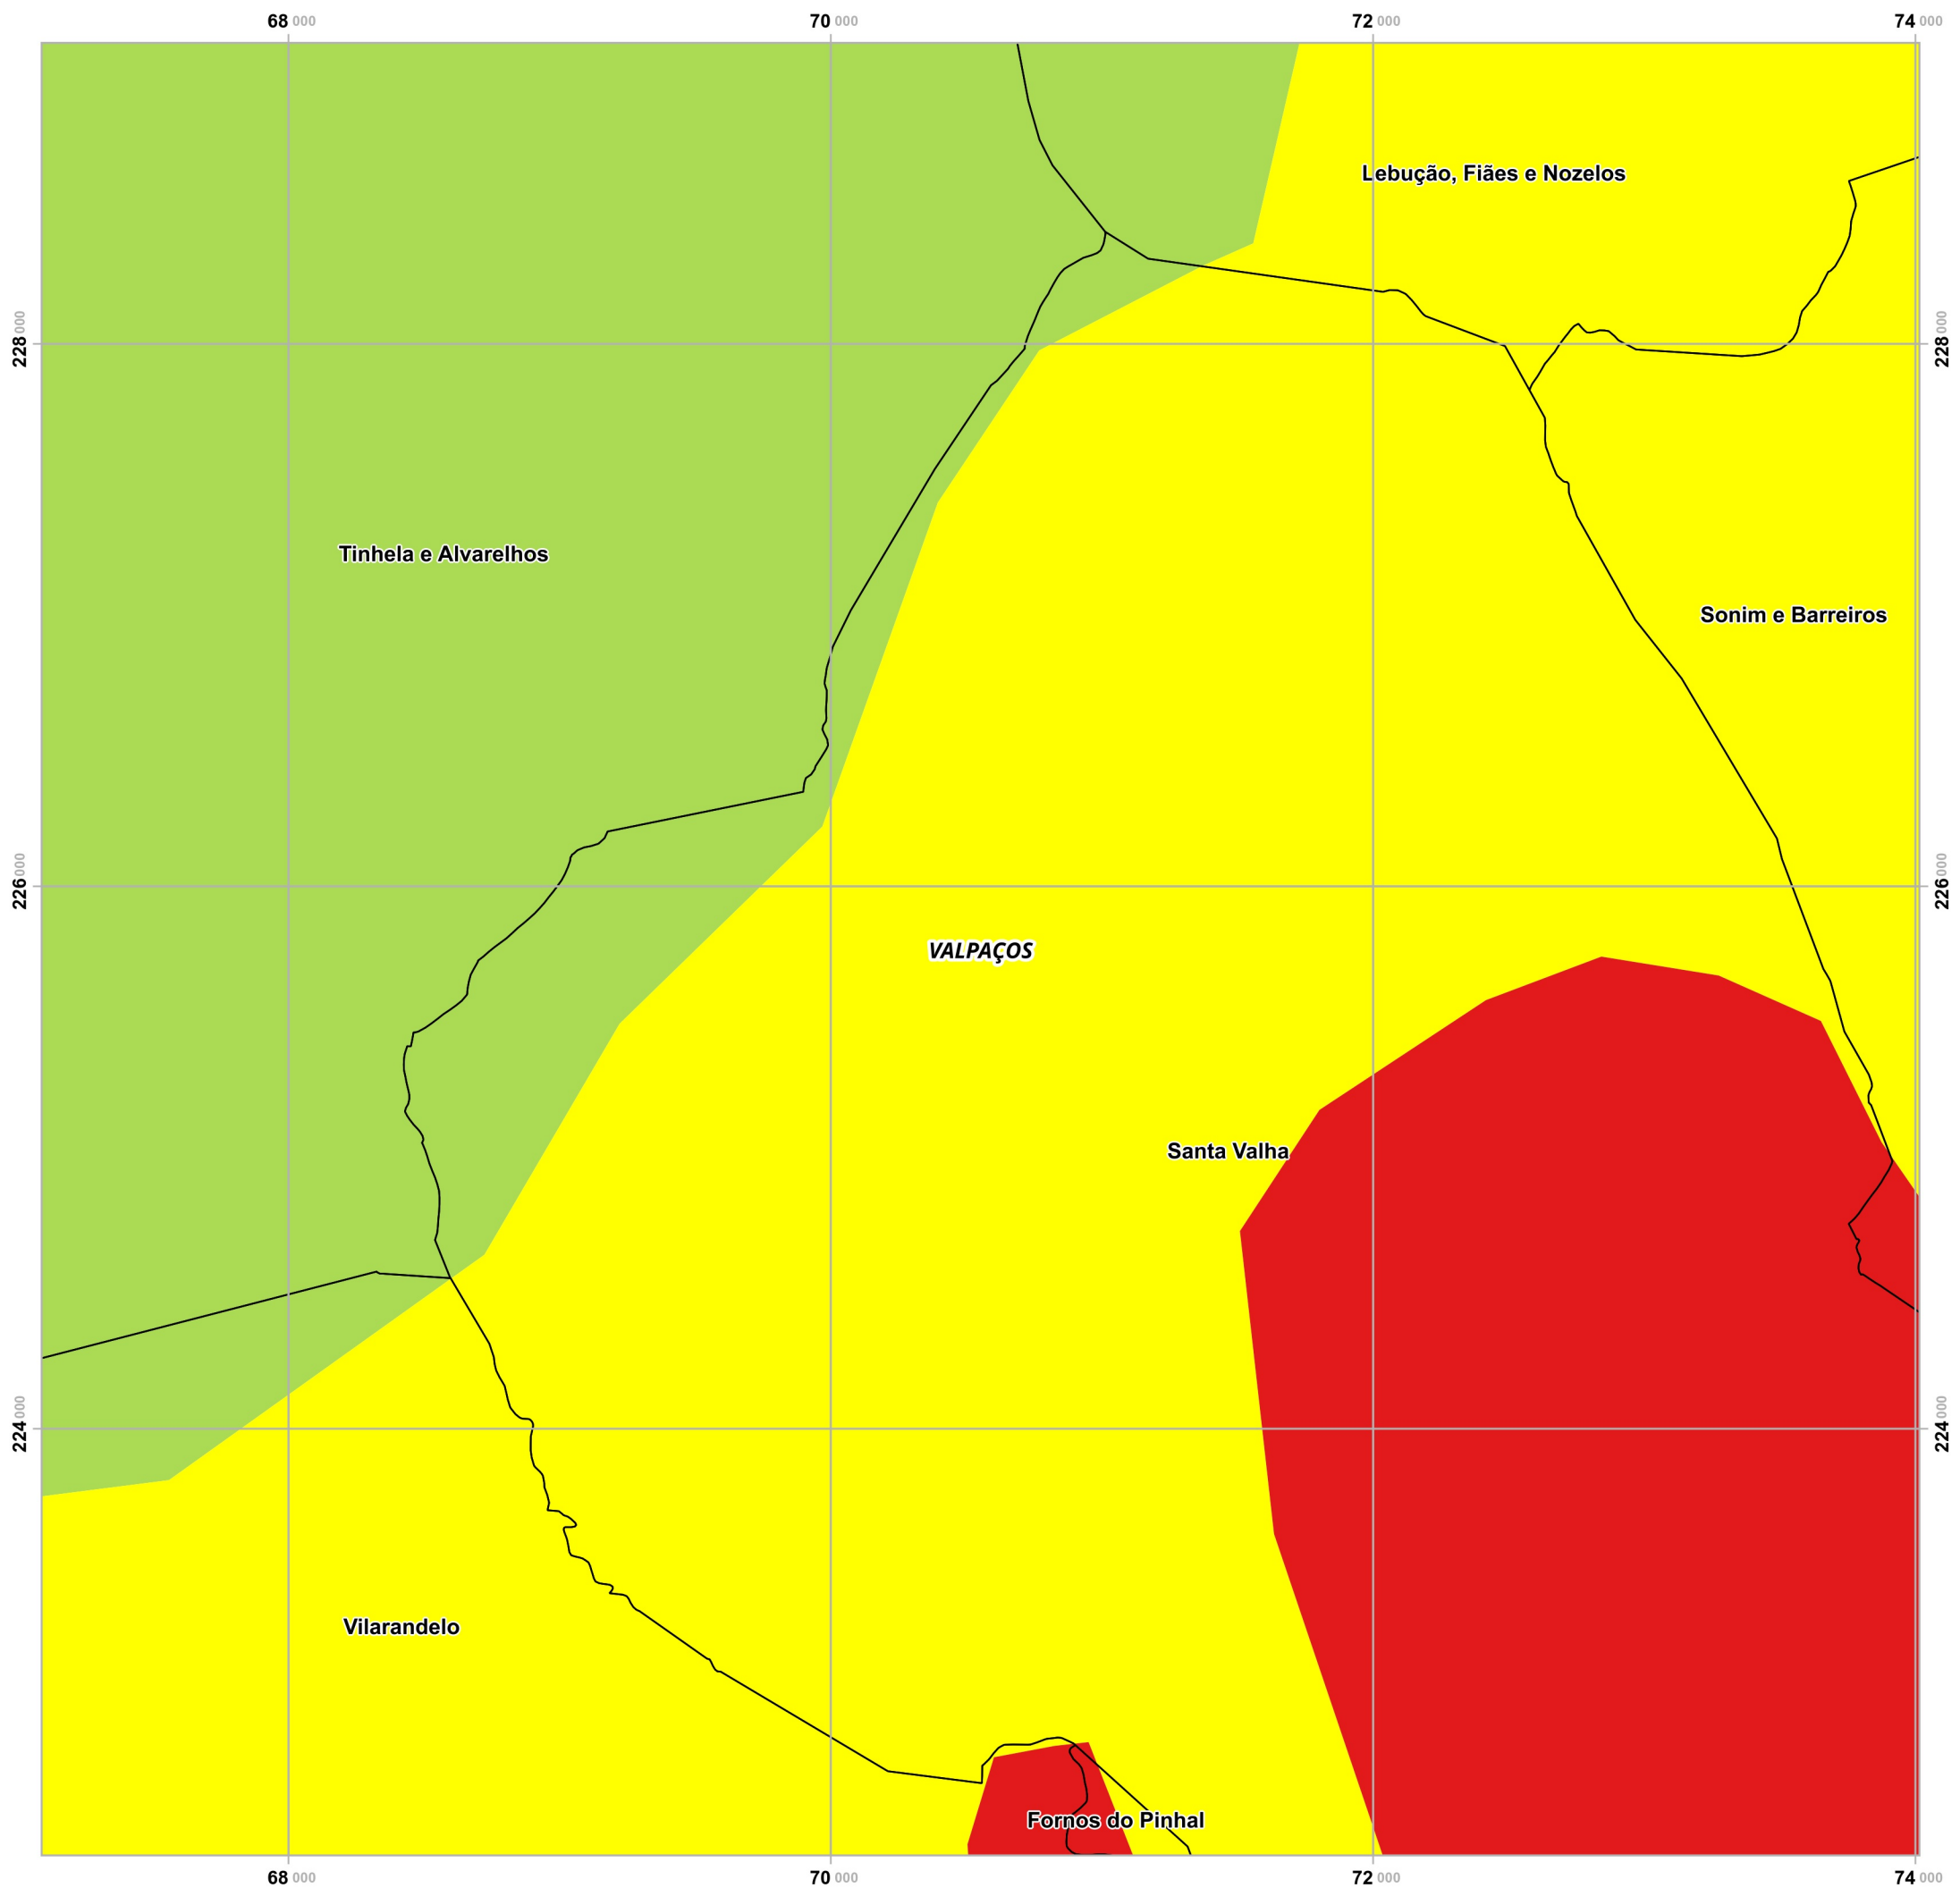 68 000 70 000 72 000 74 000
Lebução, Fiães e Nozelos
228 000 228 000
Tinhela e Alvarelhos
Sonim e Barreiros
226 000 226 000
VALPAÇOS
Santa Valha
224 000 224 000
Vilarandelo
Fornos do Pinhal
68 000 70 000 72 000 74 000